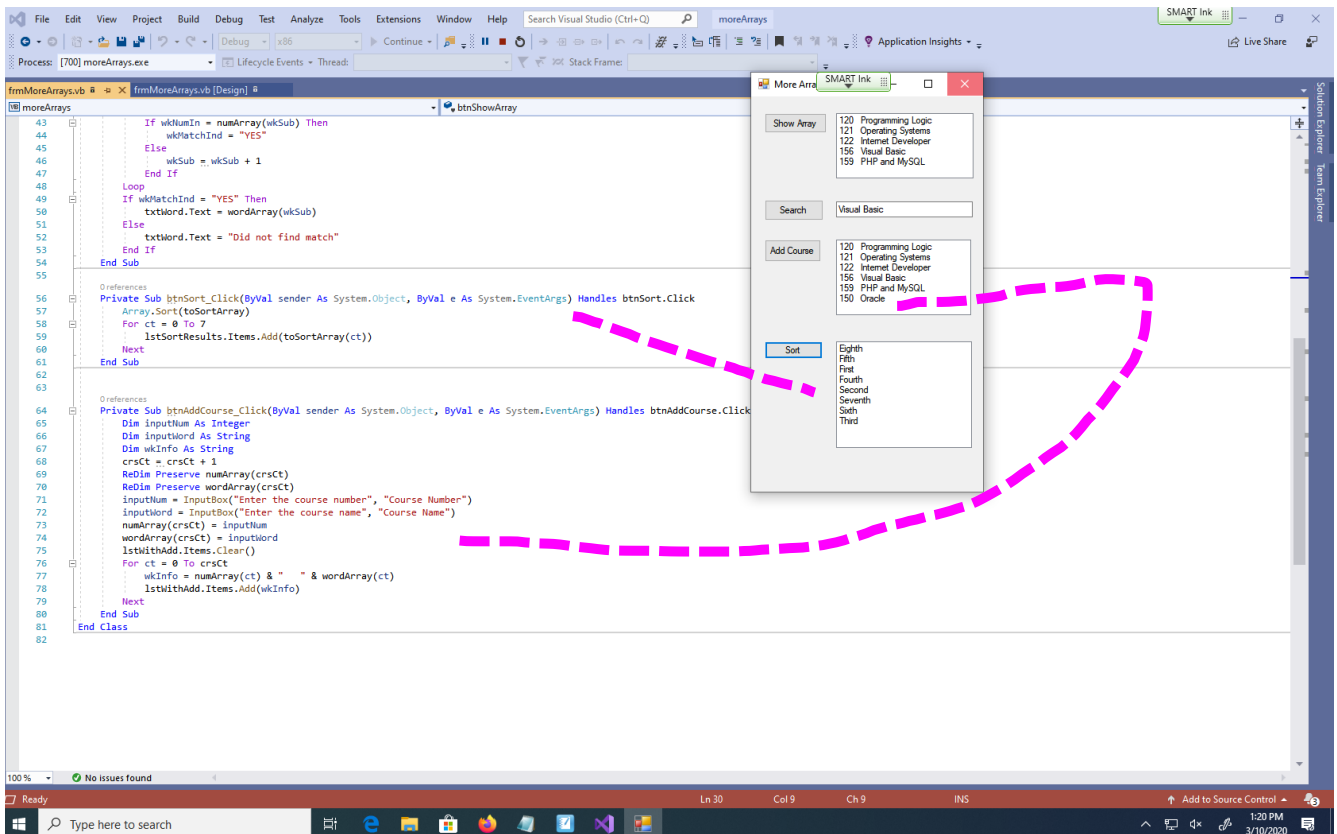 File Edit View Project Build Debug Test Analyze Tools Extensions Window Help Search Visual Studio (Ctrl+Q) moreArrays
SMART Ink
Debug x86 Continue Application Insights Live Share
Process: [700] moreArrays.exe Lifecycle Events Thread: Stack Frame:
frmMoreArrays.vb frmMoreArrays.vb [Design]
moreArrays btnShowArray
43 If wkNumIn = numArray(wkSub) Then
44 wkMatchInd = "YES"
45 Else
46 wkSub = wkSub + 1
47 End If
48 Loop
49 If wkMatchInd = "YES" Then
50 txtWord.Text = wordArray(wkSub)
51 Else
52 txtWord.Text = "Did not find match"
53 End If
54 End Sub
55
0 references
56 Private Sub btnSort_Click(ByVal sender As System.Object, ByVal e As System.EventArgs) Handles btnSort.Click
57 Array.Sort(toSortArray)
58 For ct = 0 To 7
59 lstSortResults.Items.Add(toSortArray(ct))
60 Next
61 End Sub
62
63
0 references
64 Private Sub btnAddCourse_Click(ByVal sender As System.Object, ByVal e As System.EventArgs) Handles btnAddCourse.Click
65 Dim inputNum As Integer
66 Dim inputWord As String
67 Dim wkInfo As String
68 crsCt = crsCt + 1
69 ReDim Preserve numArray(crsCt)
70 ReDim Preserve wordArray(crsCt)
71 inputNum = InputBox("Enter the course number", "Course Number")
72 inputWord = InputBox("Enter the course name", "Course Name")
73 numArray(crsCt) = inputNum
74 wordArray(crsCt) = inputWord
75 lstWithAdd.Items.Clear()
76 For ct = 0 To crsCt
77 wkInfo = numArray(ct) & "   " & wordArray(ct)
78 lstWithAdd.Items.Add(wkInfo)
79 Next
80 End Sub
81 End Class
82
More Arra SMART Ink
Show Array
120 Programming Logic
121 Operating Systems
122 Internet Developer
156 Visual Basic
159 PHP and MySQL
Search Visual Basic
Add Course
120 Programming Logic
121 Operating Systems
122 Internet Developer
156 Visual Basic
159 PHP and MySQL
150 Oracle
Sort
Eighth
Fifth
First
Fourth
Second
Seventh
Sixth
Third
Solution Explorer
Team Explorer
100 % No issues found
Ready Ln 30 Col 9 Ch 9 INS Add to Source Control 3
Type here to search 1:20 PM
3/10/2020